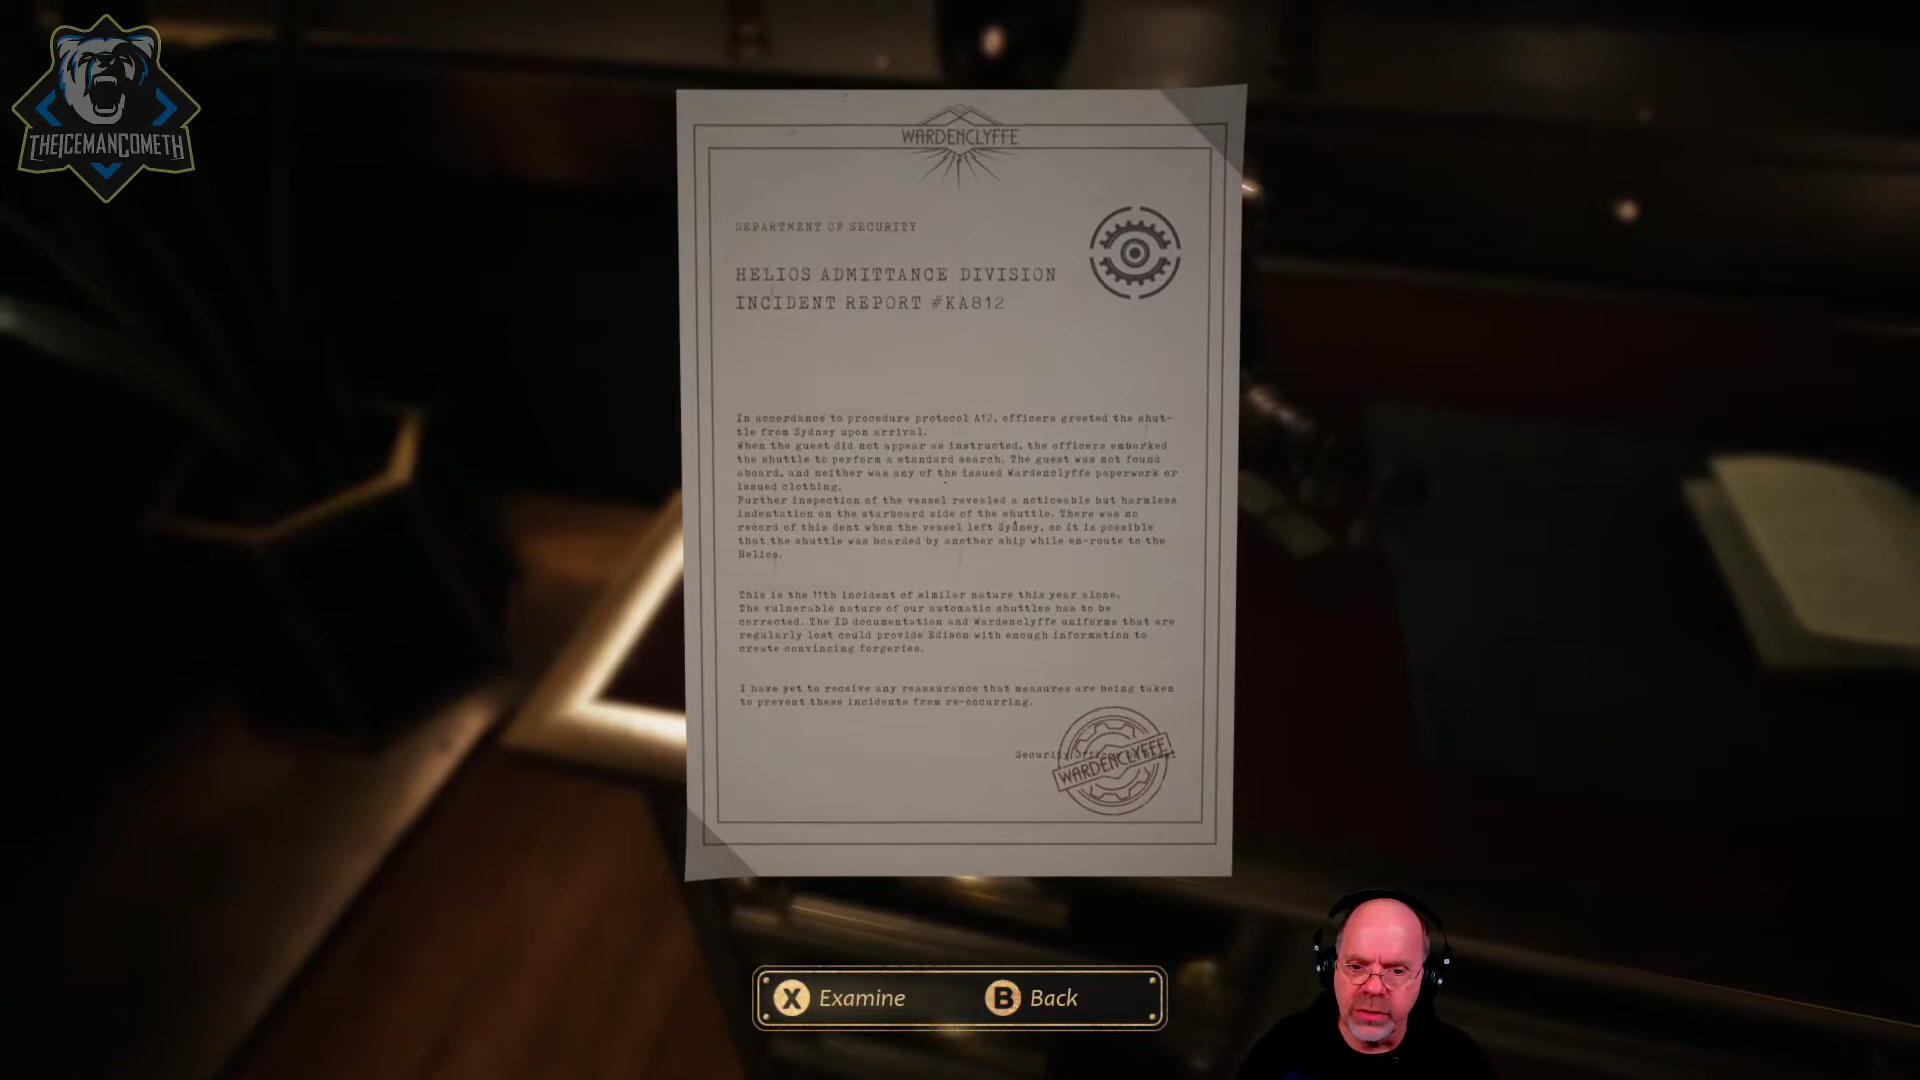 THEICEMANCOMETH
WARDENCLYFFE
DEPARTMENT OF SECURITY
HELIOS ADMITTANCE DIVISION
INCIDENT REPORT #KA812
In accordance to procedure protocol A12, officers greeted the shut-
tle from Sydney upon arrival.
When the guest did not appear as instructed, the officers embarked
the shuttle to perform a standard search. The guest was not found
aboard, and neither was any of the issued Wardenclyffe paperwork or
issued clothing.
Further inspection of the vessel revealed a noticeable but harmless
indentation on the starboard side of the shuttle. There was no
record of this dent when the vessel left Sydney, so it is possible
that the shuttle was boarded by another ship while en-route to the
Helios.
This is the 11th incident of similar nature this year alone.
The vulnerable nature of our automatic shuttles has to be
corrected. The ID documentation and Wardenclyffe uniforms that are
regularly lost could provide Edison with enough information to
create convincing forgeries.
I have yet to receive any reassurance that measures are being taken
to prevent these incidents from re-occurring.
Security Officer
WARDENCLYFFE
X Examine B Back